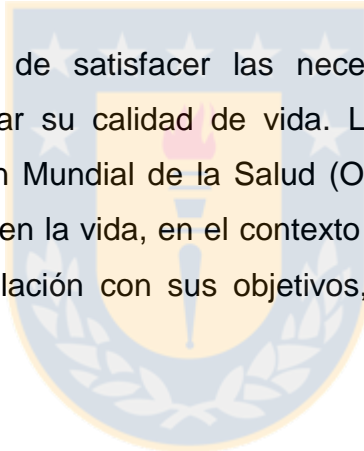 de satisfacer las nece
ar su calidad de vida. L
n Mundial de la Salud (O
en la vida, en el contexto
lación con sus objetivos,